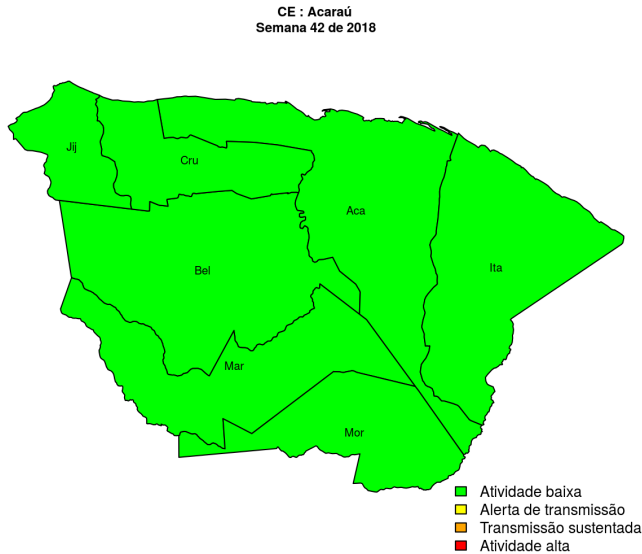 CE : Acaraú
Semana 42 de 2018
Jij
Cru
Aca
Bel
Ita
Mar
Mor
Atividade baixa
Alerta de transmissão
Transmissão sustentada
Atividade alta